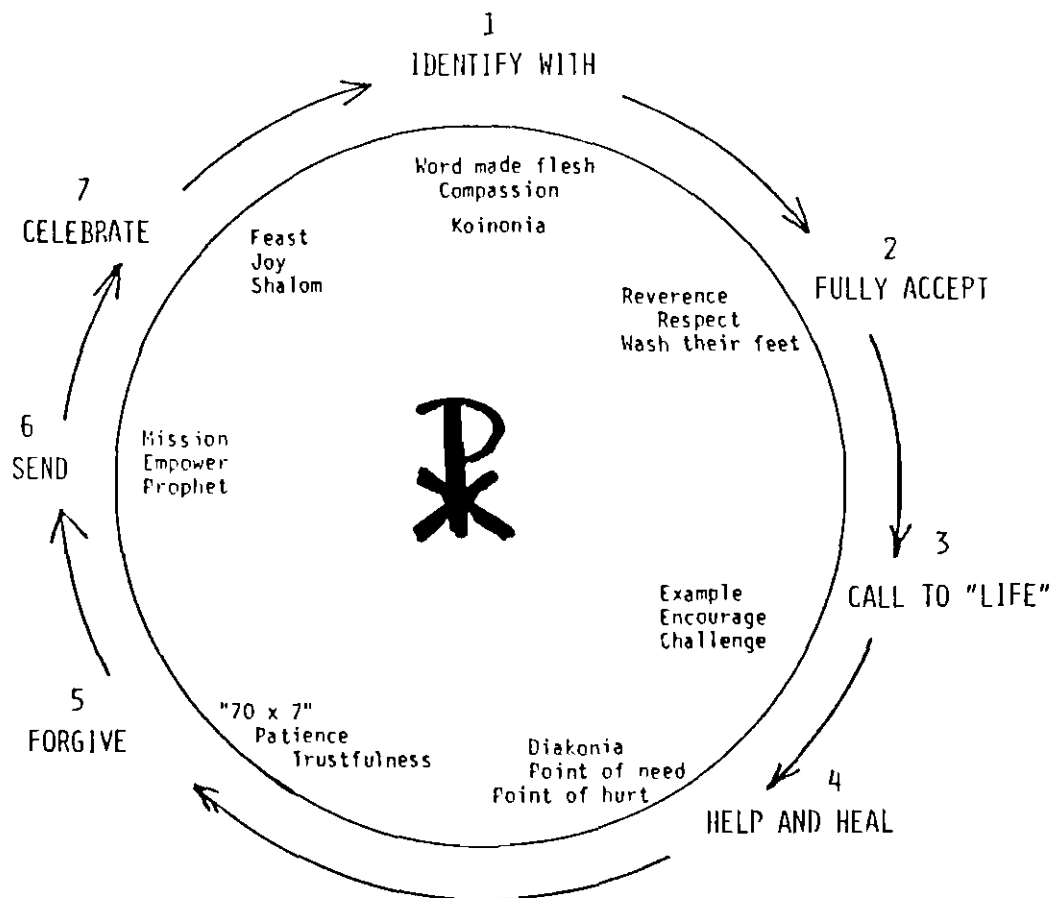 1
IDENTIFY WITH
Word made flesh
Compassion
Koinonia
2
FULLY ACCEPT
Reverence
Respect
Wash their feet
3
CALL TO "LIFE"
Example
Encourage
Challenge
4
HELP AND HEAL
Diakonia
Point of need
Point of hurt
5
FORGIVE
"70 x 7"
Patience
Trustfulness
6
SEND
Mission
Empower
Prophet
7
CELEBRATE
Feast
Joy
Shalom